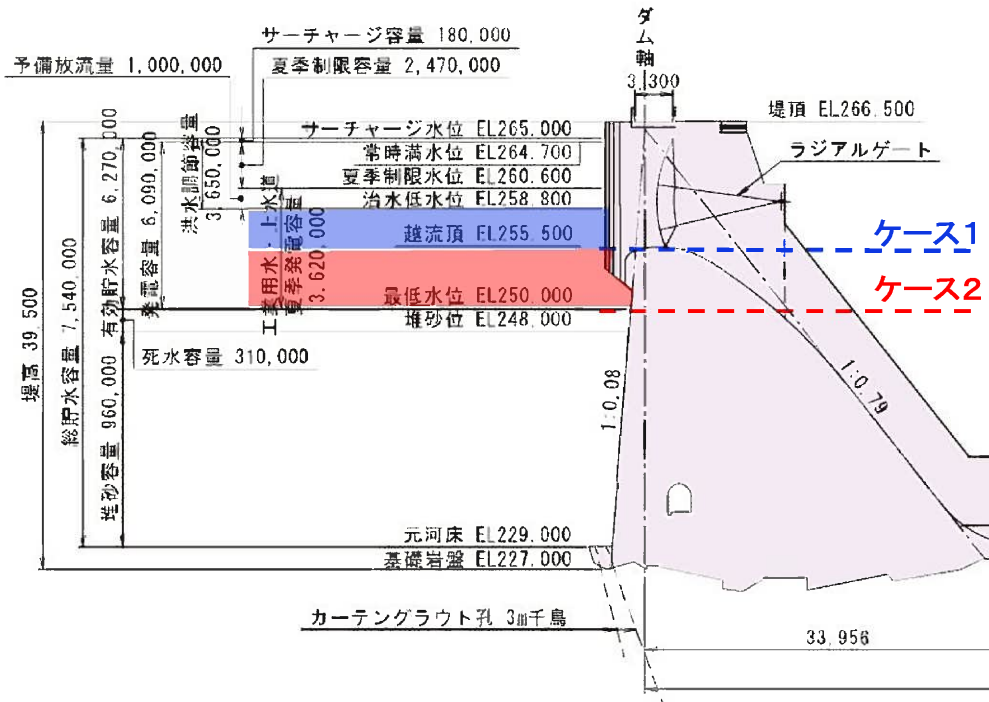 ダム軸
3,300
サーチャージ容量 180,000
予備放流量 1,000,000
夏季制限容量 2,470,000
堤頂 EL266.500
サーチャージ水位 EL265.000
常時満水位 EL264.700
ラジアルゲート
夏季制限水位 EL260.600
治水低水位 EL258.800
越流頂 EL255.500
ケース1
最低水位 EL250.000
ケース2
堆砂位 EL248.000
堤高 39,500
総貯水容量 7,540,000
有効貯水容量 6,270,000
堆砂容量 960,000
発電容量 6,090,000
洪水調節容量
3,650,000
工業用水・上水道
夏季発電容量
3,620,000
死水容量 310,000
1:0.08
1:0.79
元河床 EL229.000
基礎岩盤 EL227.000
カーテングラウト孔 3m千鳥
33,956